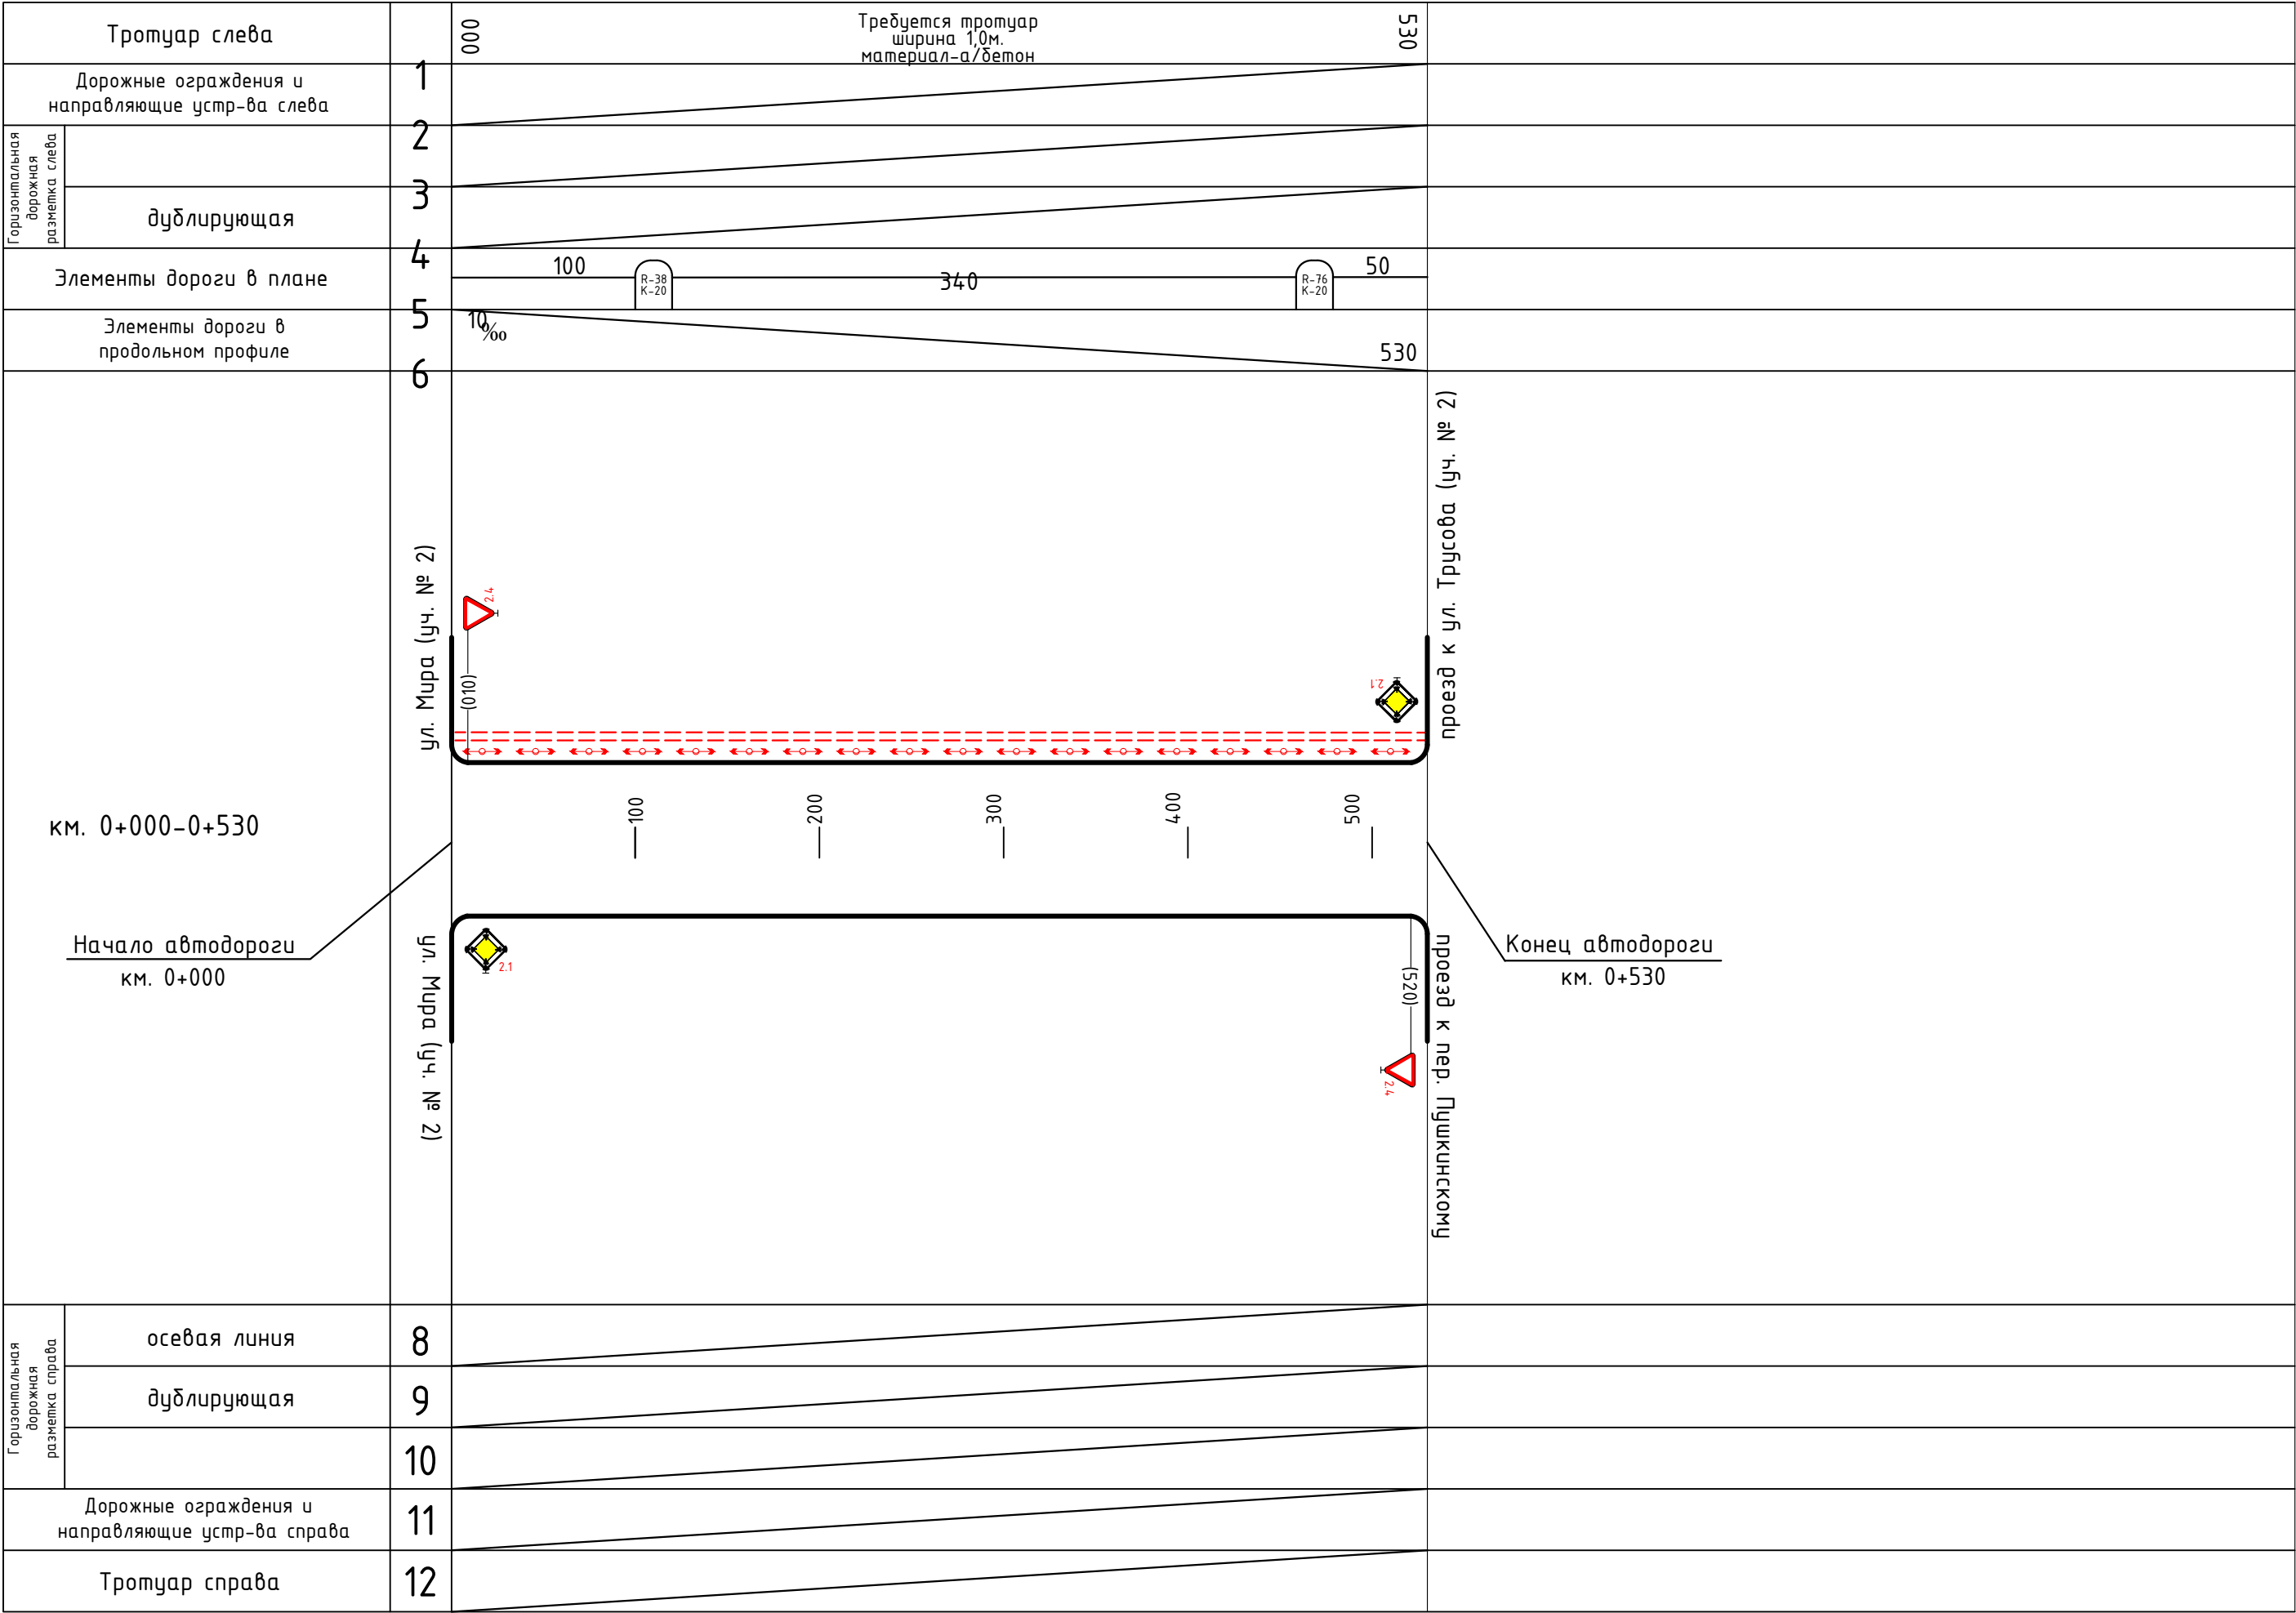 Тротуар слева
000
Требуется тротуар
ширина 1,0м.
материал-а/бетон
530
1
Дорожные ограждения и
направляющие устр-ва слева
2
Горизонтальная
дорожная
разметка слева
3
дублирующая
4
Элементы дороги в плане
100
R-38
K-20
340
R-76
K-20
50
5
Элементы дороги в
продольном профиле
10‰
530
6
ул. Мира (уч. № 2)
2.4
(010)
проезд к ул. Трусова (уч. № 2)
2.1
км. 0+000-0+530
100
200
300
400
500
Начало автодороги
км. 0+000
ул. Мира (уч. № 2)
2.1
(520)
2.4
проезд к пер. Пушкинскому
Конец автодороги
км. 0+530
Горизонтальная
дорожная
разметка справа
осевая линия
8
дублирующая
9
10
Дорожные ограждения и
направляющие устр-ва справа
11
Тротуар справа
12